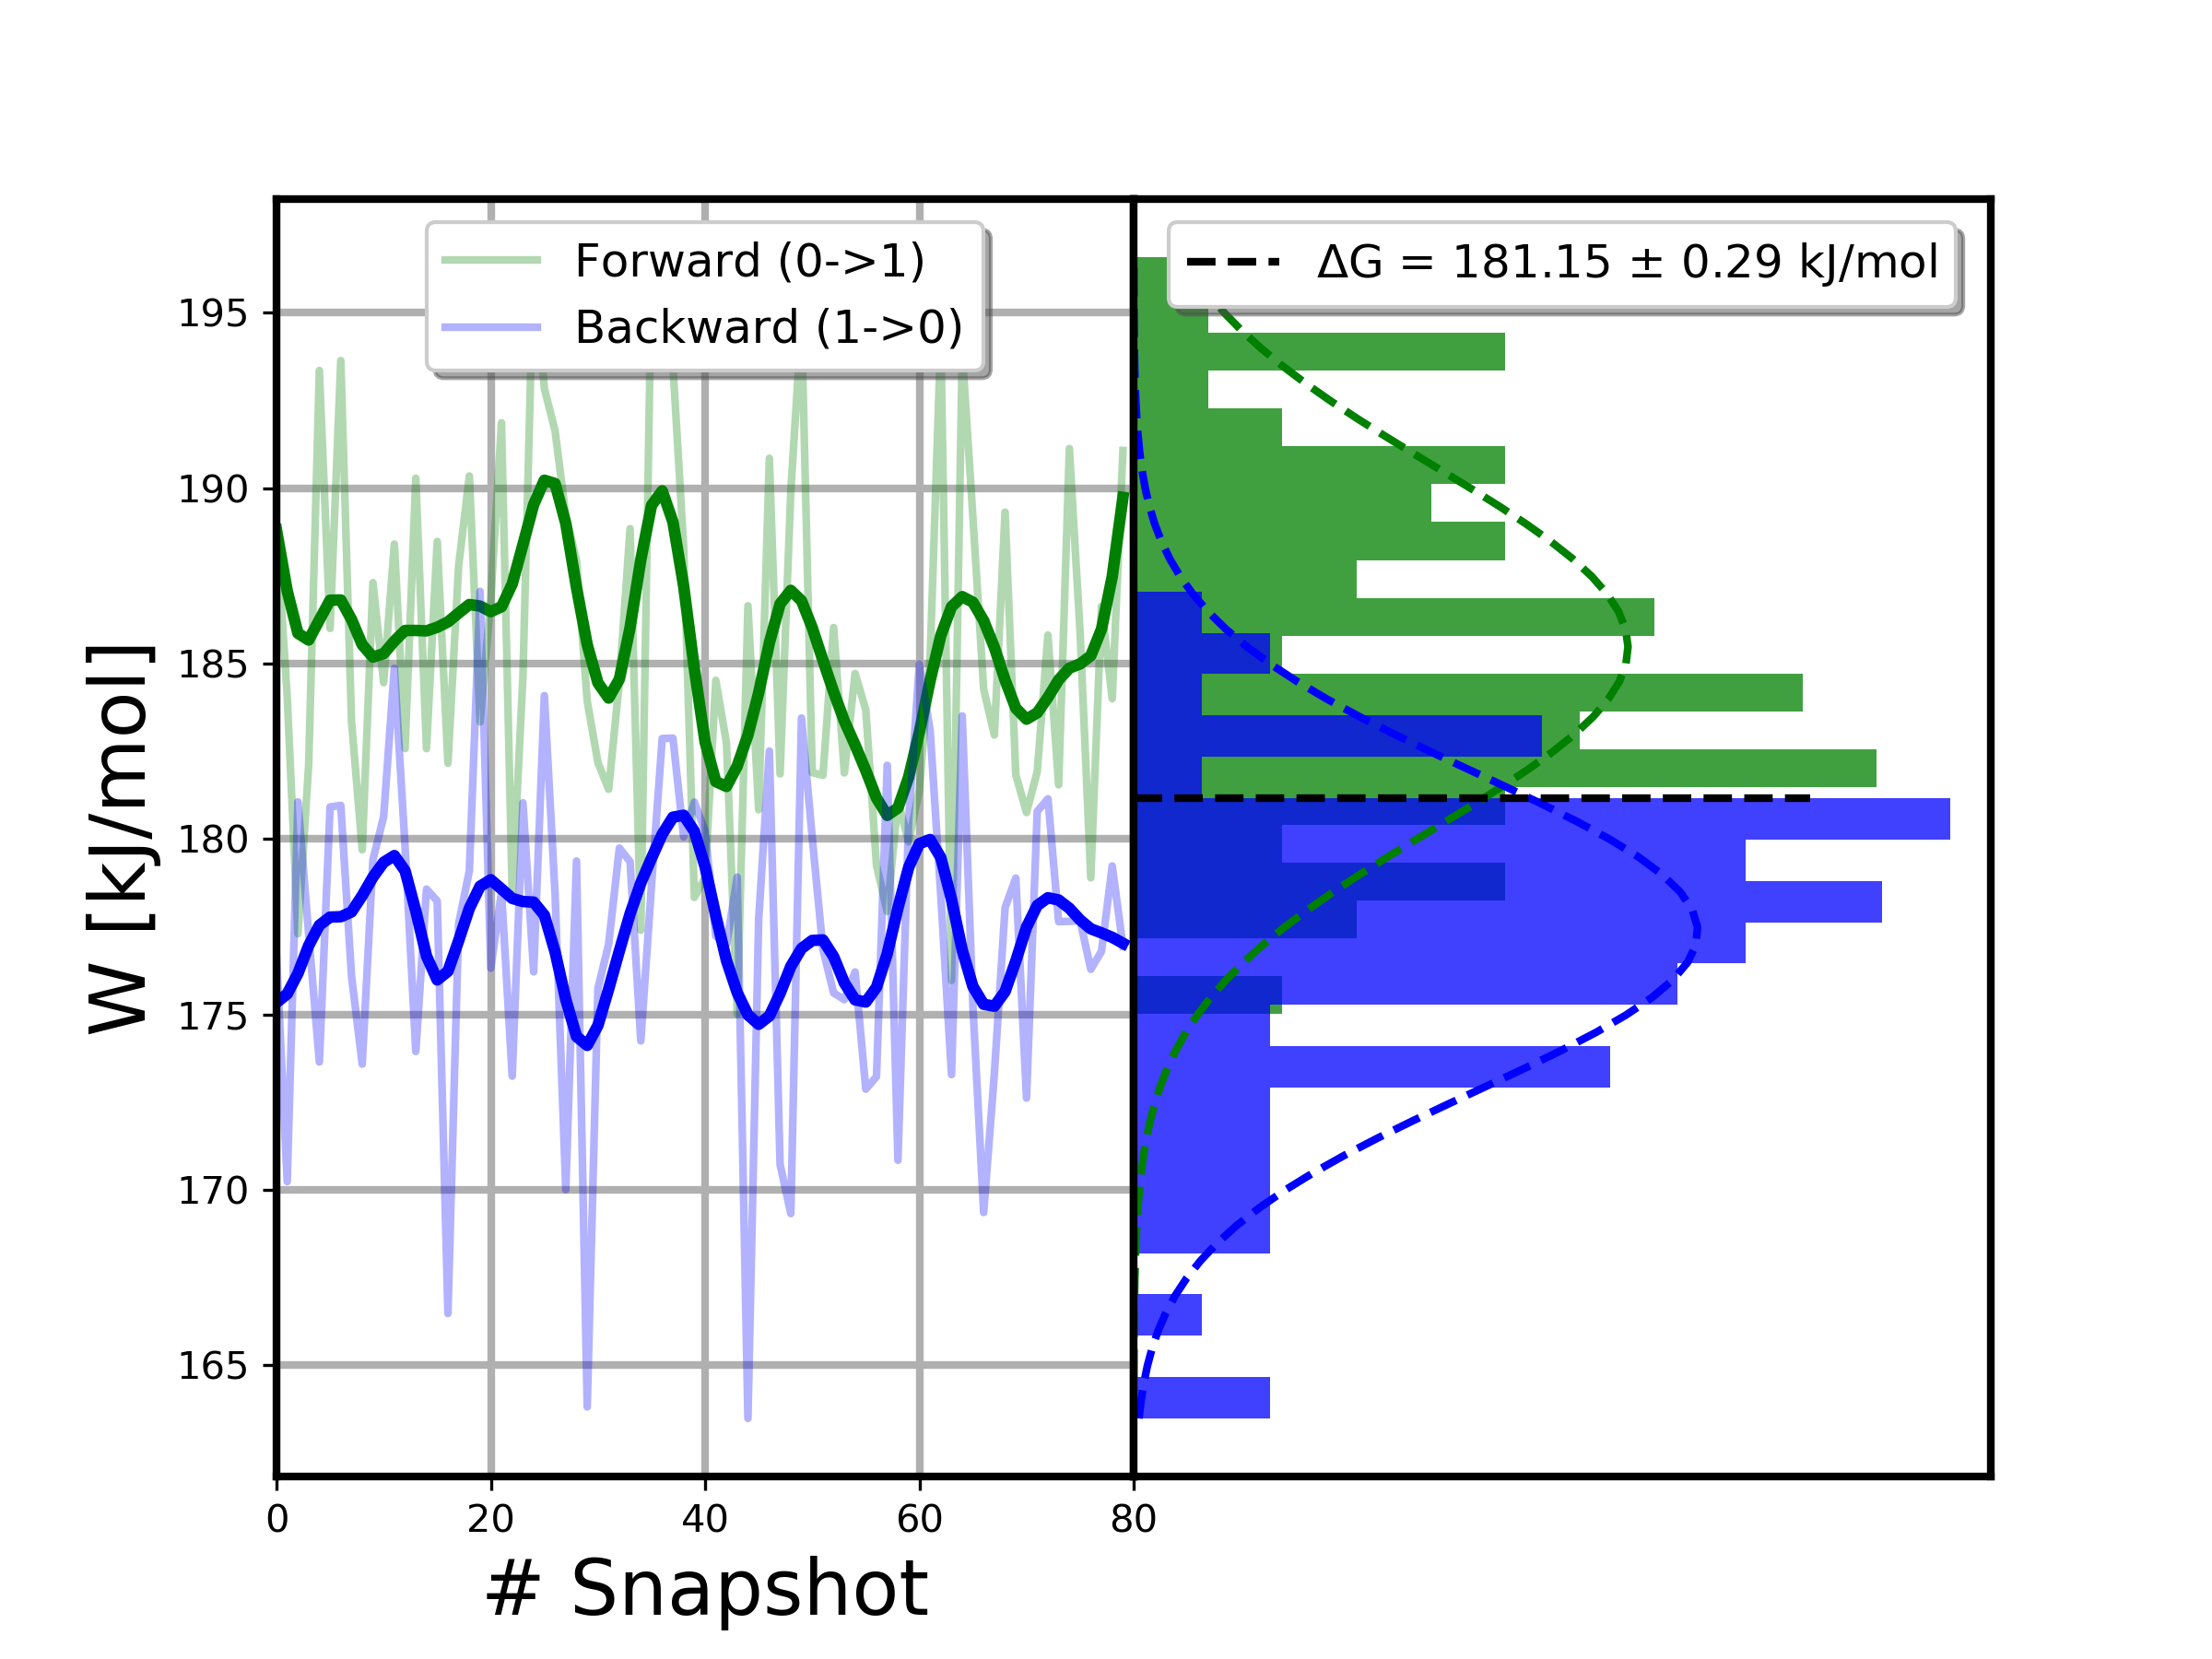 Forward (0->1)
Backward (1->0)
ΔG = 181.15 ± 0.29 kJ/mol
195
190
185
180
175
170
165
W [kJ/mol]
0
20
40
60
80
# Snapshot